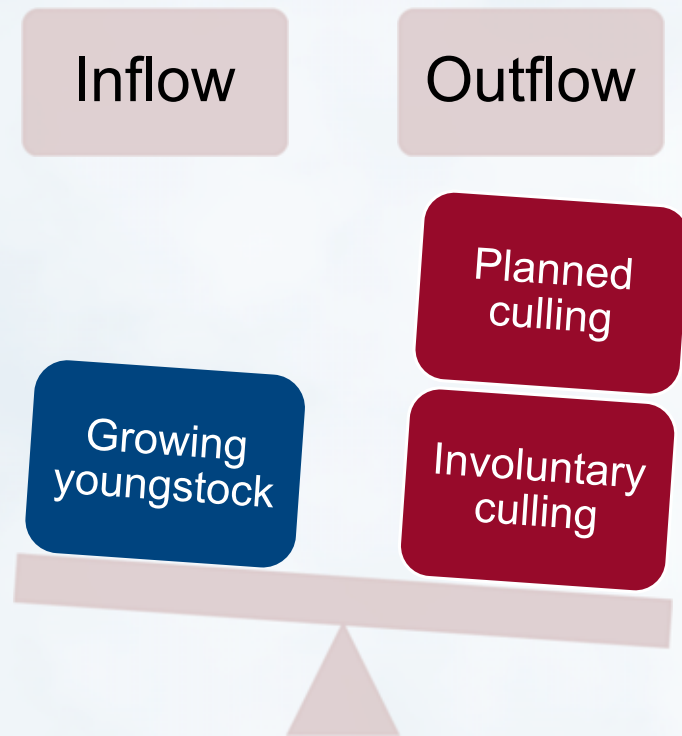 Inflow
Outflow
Planned
culling
Growing
youngstock
Involuntary
culling